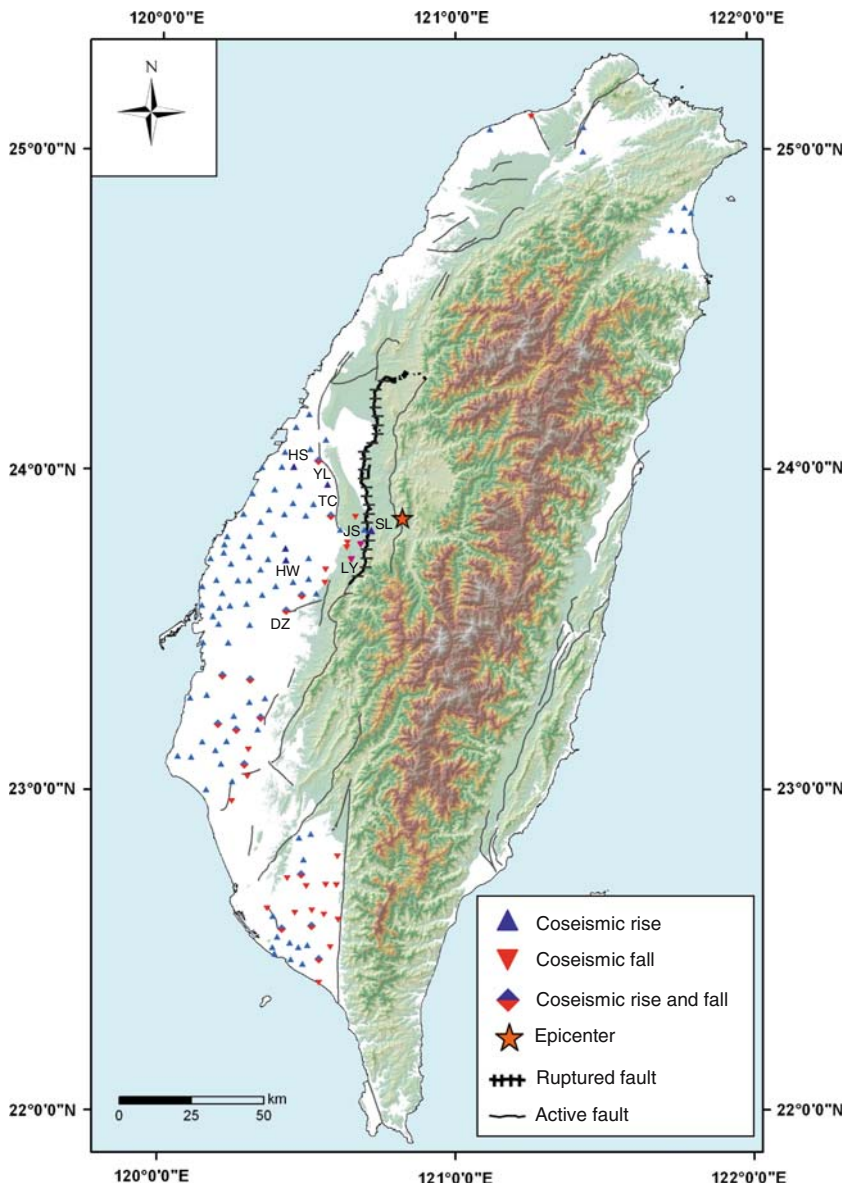 120°0'0"E 121°0'0"E 122°0'0"E
N
25°0'0"N 25°0'0"N
24°0'0"N 24°0'0"N
HS
YL
TC
JS SL
HW LY
DZ
23°0'0"N 23°0'0"N
Coseismic rise
Coseismic fall
Coseismic rise and fall
Epicenter
Ruptured fault
Active fault
km
0 25 50
22°0'0"N 22°0'0"N
120°0'0"E 121°0'0"E 122°0'0"E